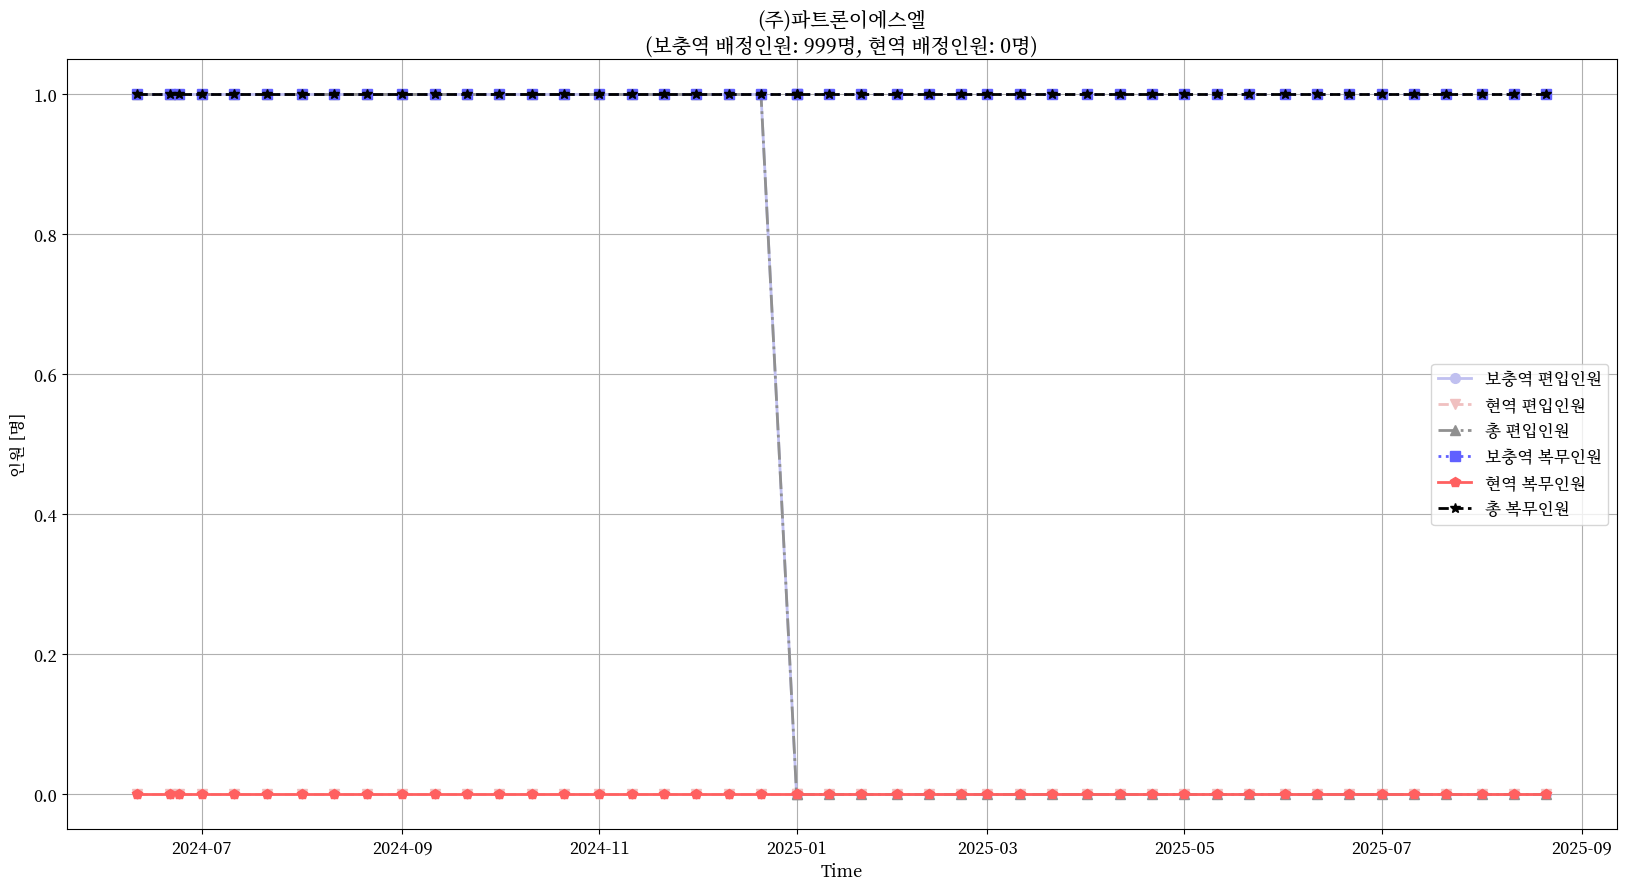 (주)파트론이에스엘
(보충역 배정인원: 999명, 현역 배정인원: 0명)
1.0
0.8
0.6
0.4
0.2
0.0
인원 [명]
보충역 편입인원
현역 편입인원
총 편입인원
보충역 복무인원
현역 복무인원
총 복무인원
2024-07 2024-09 2024-11 2025-01 2025-03 2025-05 2025-07 2025-09
Time